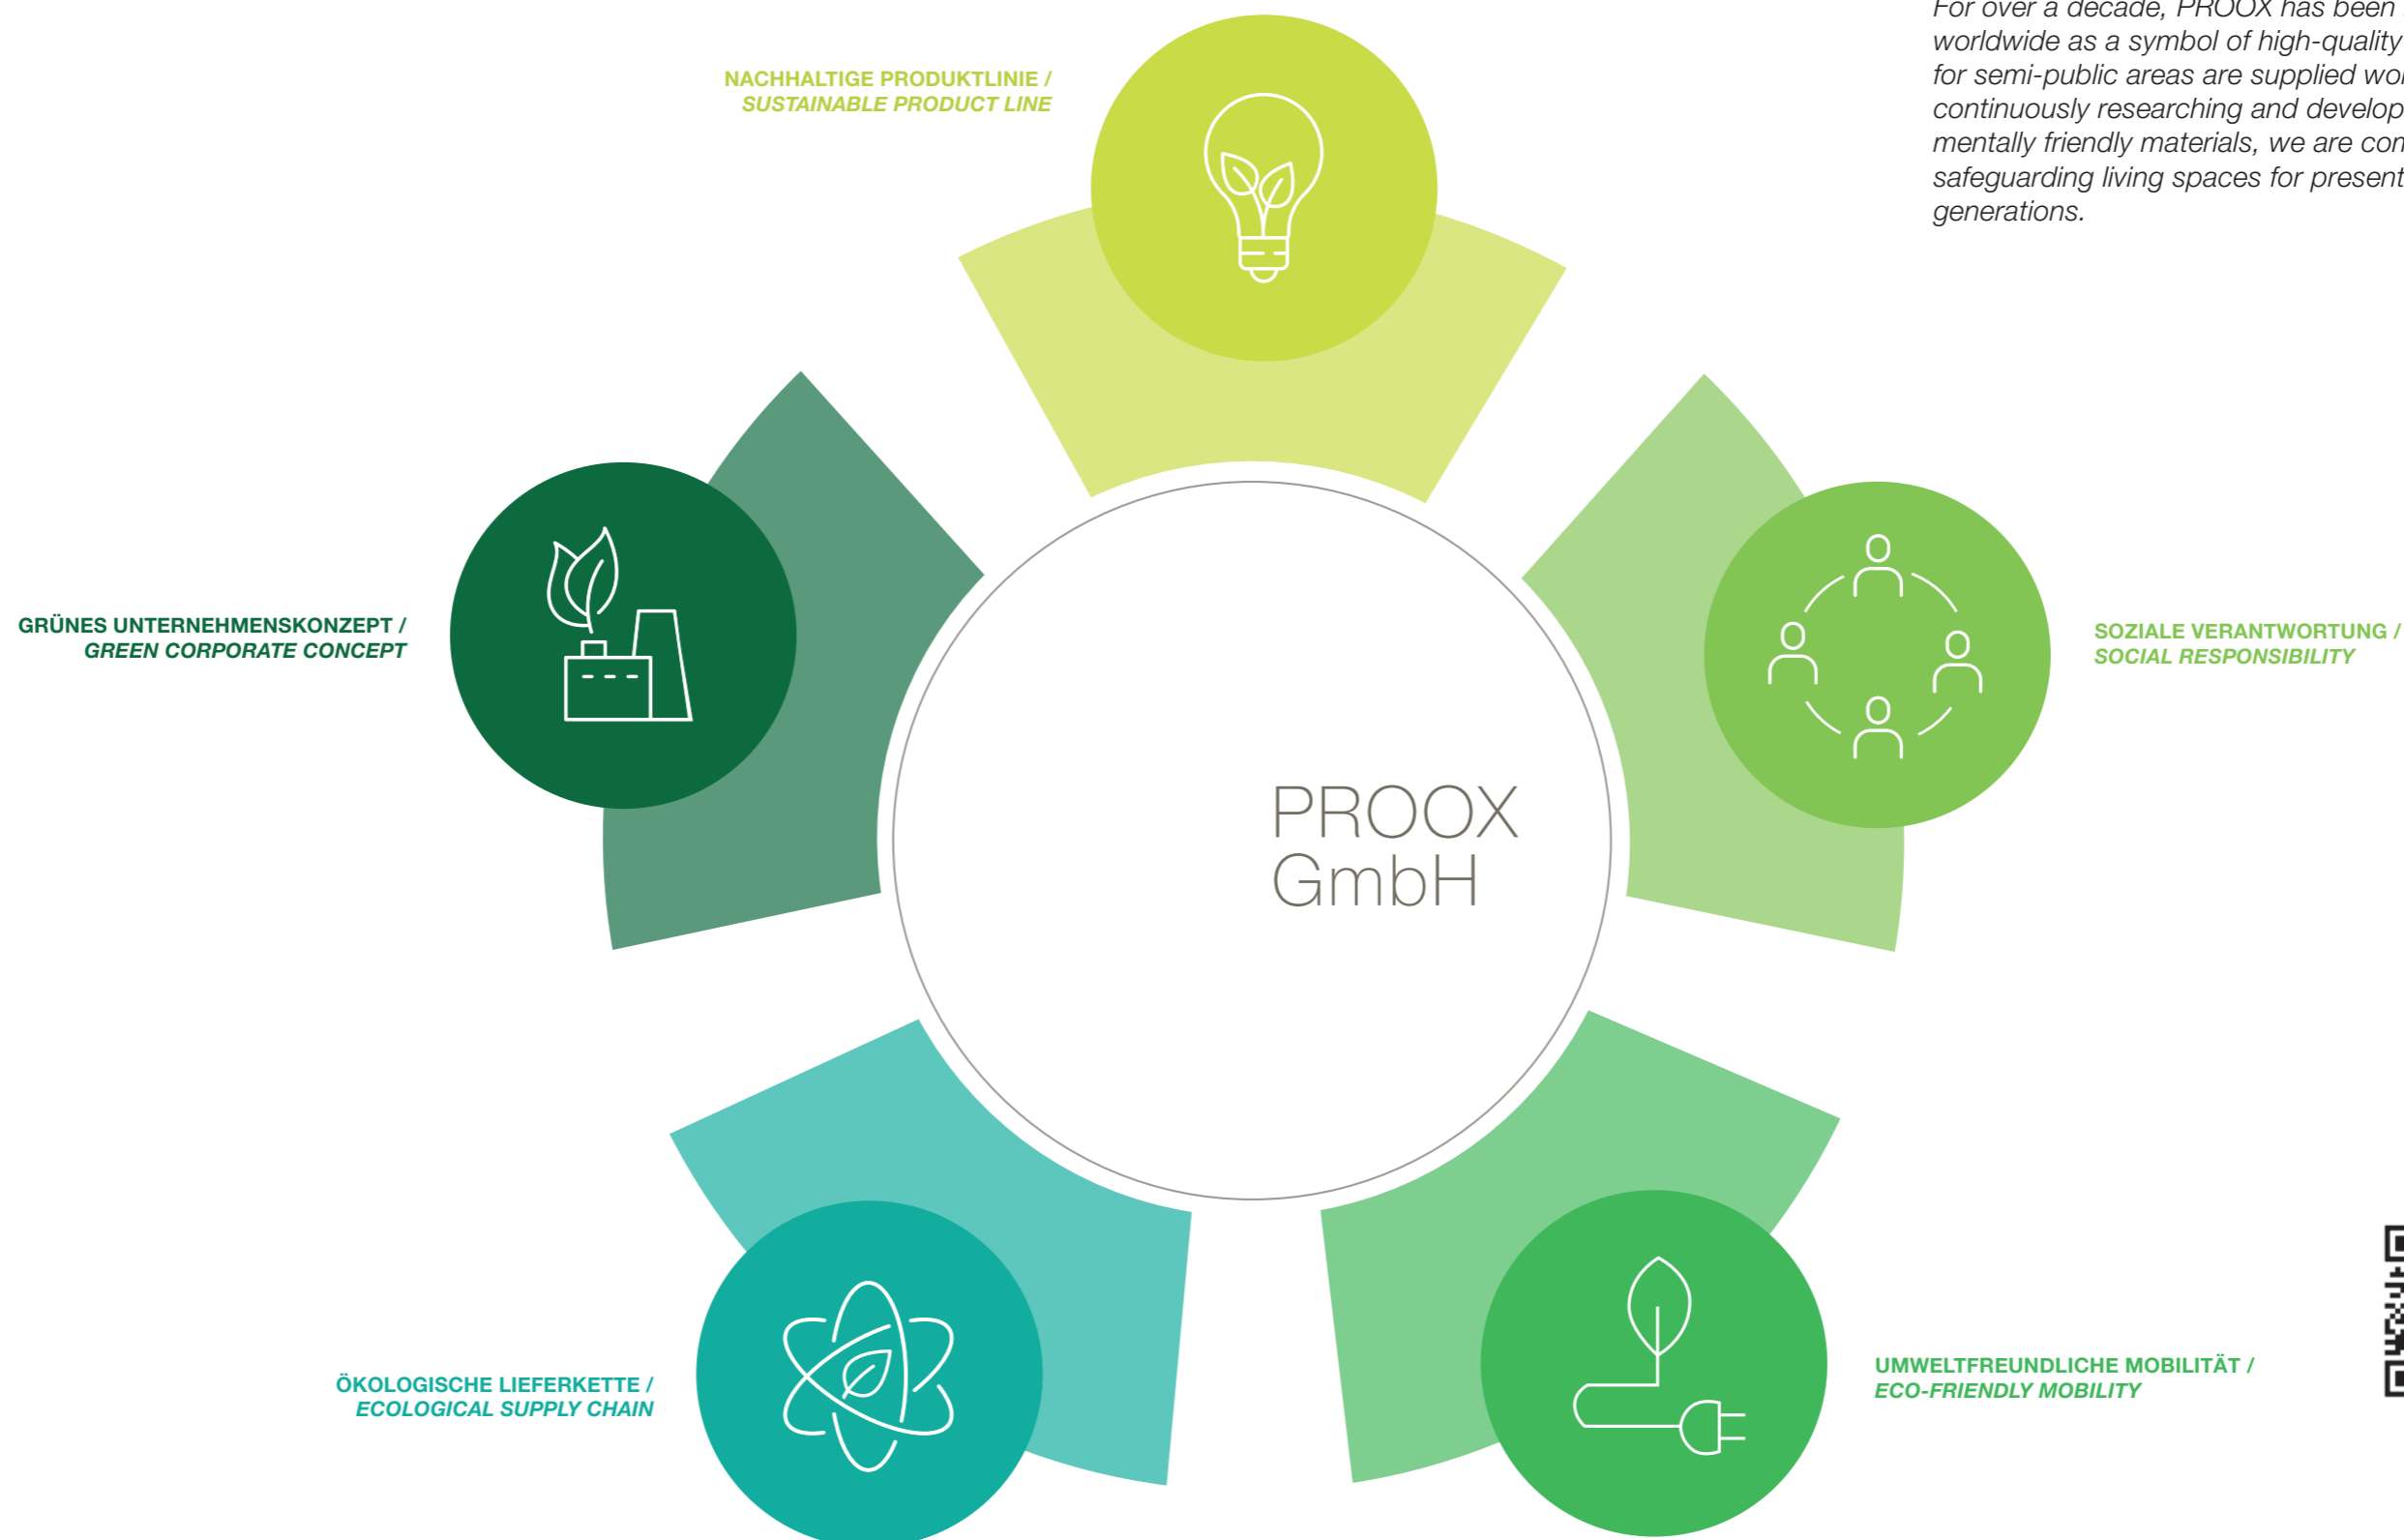 For over a decade, PROOX has been
worldwide as a symbol of high-quality
for semi-public areas are supplied
continuously researching and
mentally friendly materials, we are
safeguarding living spaces for present
generations.
NACHHALTIGE PRODUKTLINIE /
SUSTAINABLE PRODUCT LINE
GRÜNES UNTERNEHMENSKONZEPT /
GREEN CORPORATE CONCEPT
SOZIALE VERANTWORTUNG /
SOCIAL RESPONSIBILITY
PROOX
GmbH
ÖKOLOGISCHE LIEFERKETTE /
ECOLOGICAL SUPPLY CHAIN
UMWELTFREUNDLICHE MOBILITÄT /
ECO-FRIENDLY MOBILITY